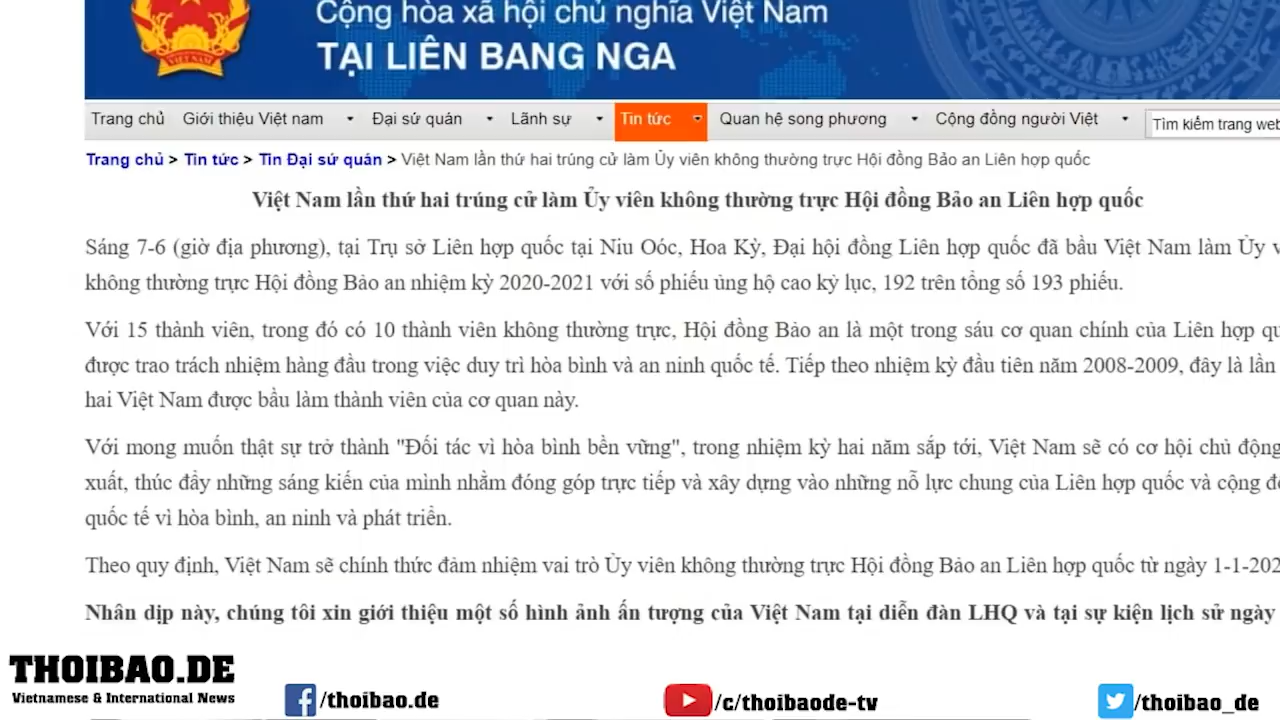 Cộng hòa xã hội chủ nghĩa Việt Nam
TẠI LIÊN BANG NGA
VIỆT NAM
Trang chủ Giới thiệu Việt nam Đại sứ quán Lãnh sự Tin tức Quan hệ song phương Cộng đồng người Việt Tìm kiếm trang web
Trang chủ > Tin tức > Tin Đại sứ quán > Việt Nam lần thứ hai trúng cử làm Ủy viên không thường trực Hội đồng Bảo an Liên hợp quốc
Việt Nam lần thứ hai trúng cử làm Ủy viên không thường trực Hội đồng Bảo an Liên hợp quốc
Sáng 7-6 (giờ địa phương), tại Trụ sở Liên hợp quốc tại Niu Oóc, Hoa Kỳ, Đại hội đồng Liên hợp quốc đã bầu Việt Nam làm Ủy v
không thường trực Hội đồng Bảo an nhiệm kỳ 2020-2021 với số phiếu ủng hộ cao kỷ lục, 192 trên tổng số 193 phiếu.
Với 15 thành viên, trong đó có 10 thành viên không thường trực, Hội đồng Bảo an là một trong sáu cơ quan chính của Liên hợp qu
được trao trách nhiệm hàng đầu trong việc duy trì hòa bình và an ninh quốc tế. Tiếp theo nhiệm kỳ đầu tiên năm 2008-2009, đây là lần
hai Việt Nam được bầu làm thành viên của cơ quan này.
Với mong muốn thật sự trở thành "Đối tác vì hòa bình bền vững", trong nhiệm kỳ hai năm sắp tới, Việt Nam sẽ có cơ hội chủ động
xuất, thúc đẩy những sáng kiến của mình nhằm đóng góp trực tiếp và xây dựng vào những nỗ lực chung của Liên hợp quốc và cộng đ
quốc tế vì hòa bình, an ninh và phát triển.
Theo quy định, Việt Nam sẽ chính thức đảm nhiệm vai trò Ủy viên không thường trực Hội đồng Bảo an Liên hợp quốc từ ngày 1-1-202
Nhân dịp này, chúng tôi xin giới thiệu một số hình ảnh ấn tượng của Việt Nam tại diễn đàn LHQ và tại sự kiện lịch sử ngày
THOIBAO.DE
Vietnamese & International News
/thoibao.de /c/thoibaode-tv /thoibao_de